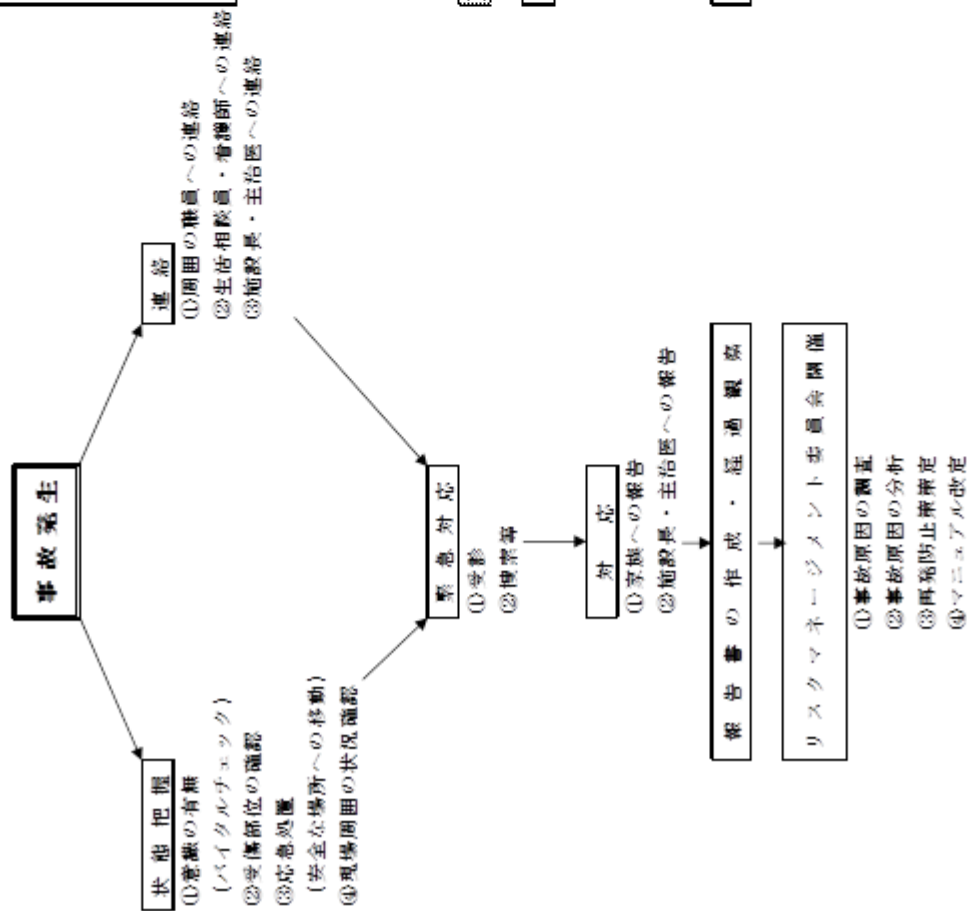 事故発生
状態把握
①意識の有無
(バイタルチェック)
②受傷部位の確認
③応急処置
(安全な場所への移動)
④現場周囲の状況確認
連絡
①周囲の職員への連絡
②生活相談員・看護師への連絡
③施設長・主治医への連絡
緊急対応
①受診
②捜索等
対応
①家族への報告
②施設長・主治医への報告
報告書の作成・経過観察
リスクマネージメント委員会開催
①事故原因の調査
②事故原因の分析
③再発防止策策定
④マニュアル改定